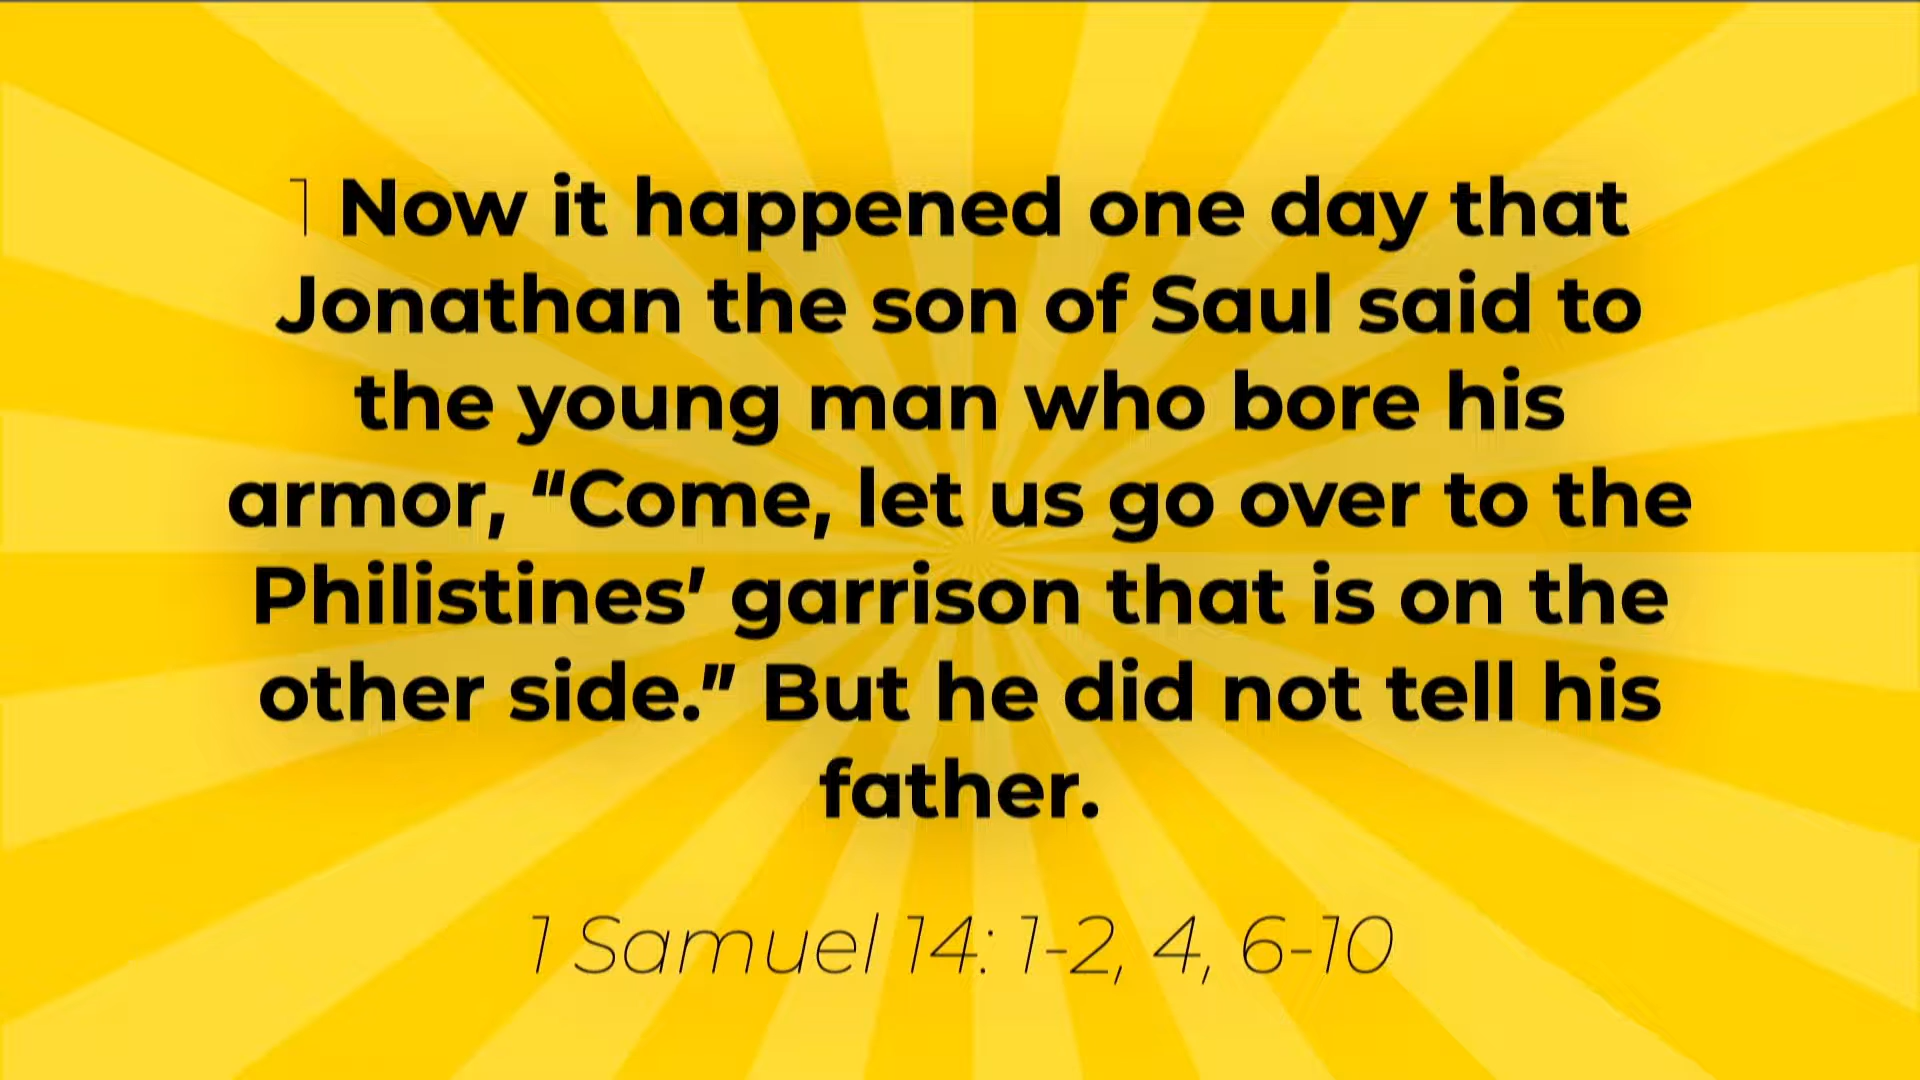 1 Now it happened one day that
Jonathan the son of Saul said to
the young man who bore his
armor, “Come, let us go over to the
Philistines’ garrison that is on the
other side.” But he did not tell his
father.
1 Samuel 14: 1-2, 4, 6-10